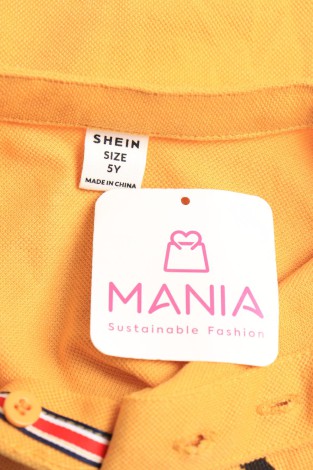 SHEIN
SIZE
5Y
MADE IN CHINA
MANIA
Sustainable Fashion